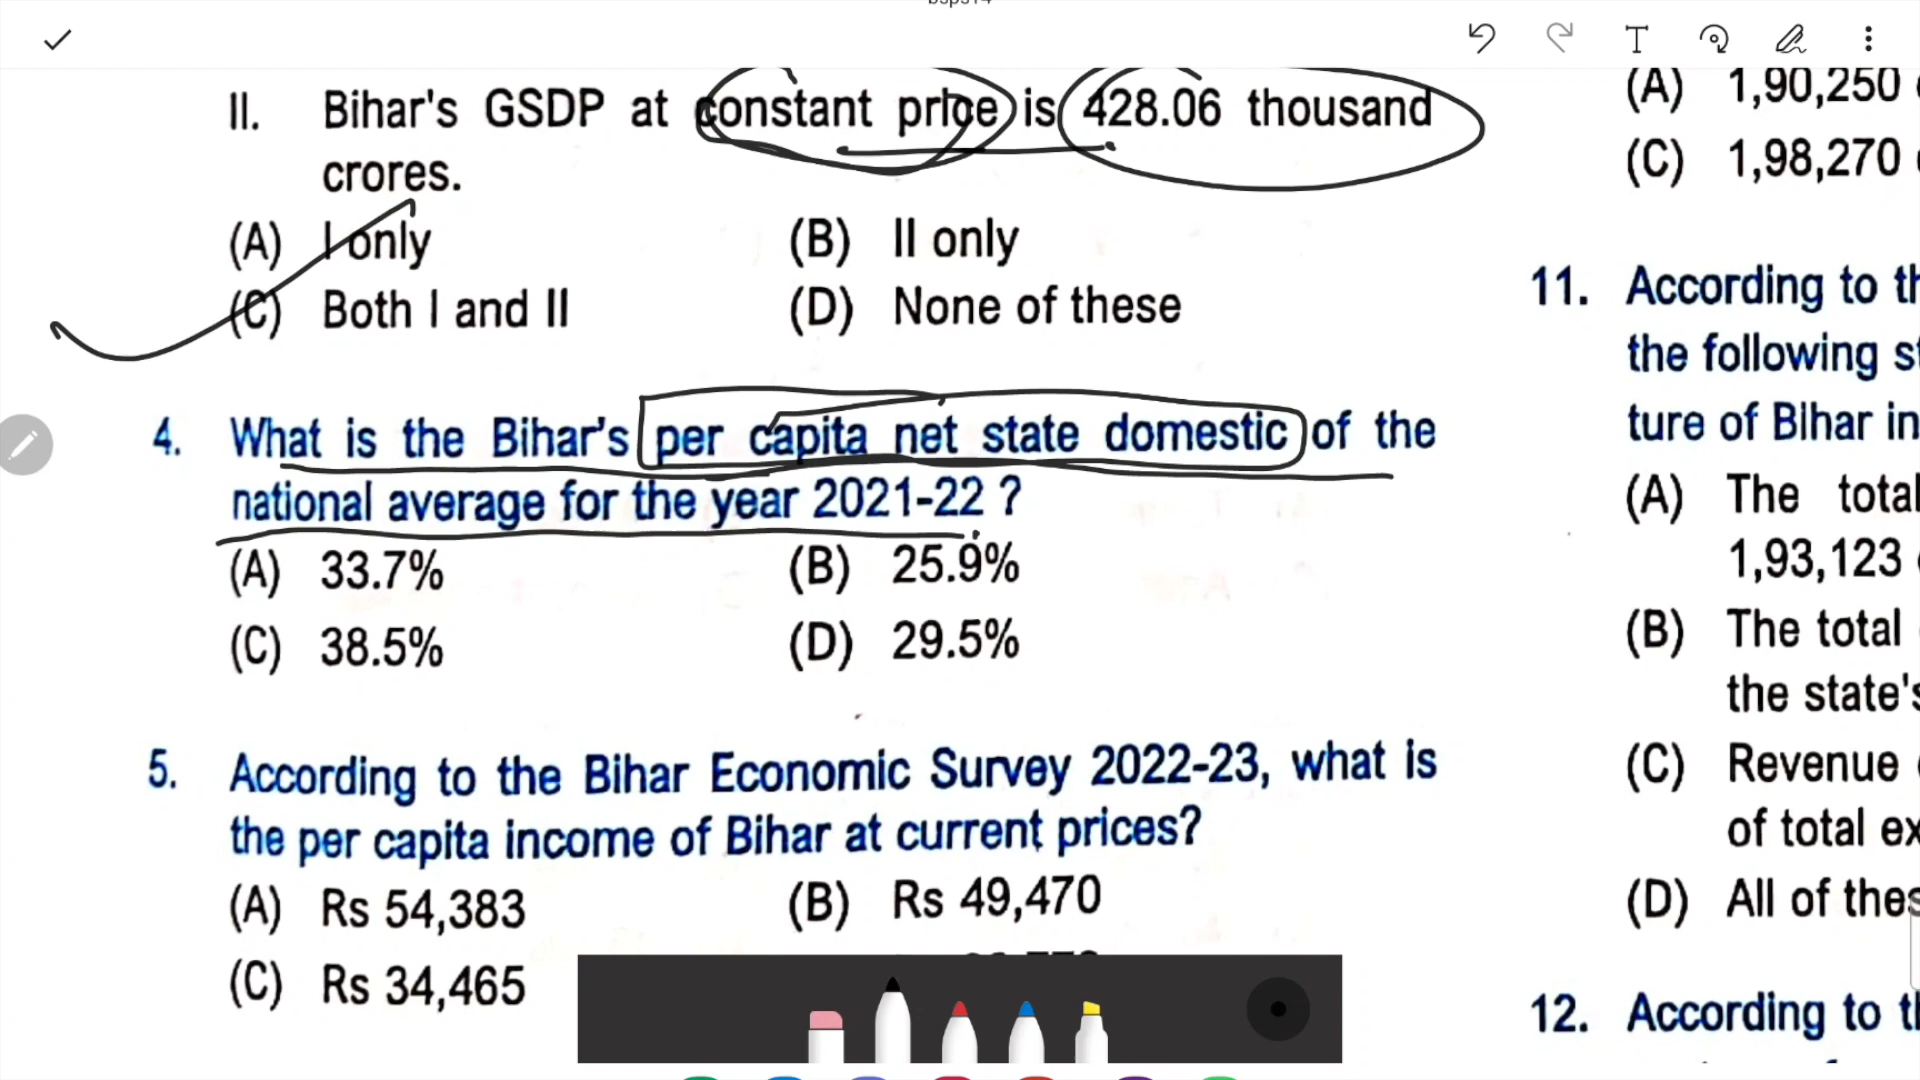 II. Bihar's GSDP at constant price is 428.06 thousand
crores.
(A) I only (B) II only
(C) Both I and II (D) None of these
4. What is the Bihar's per capita net state domestic of the
national average for the year 2021-22 ?
(A) 33.7% (B) 25.9%
(C) 38.5% (D) 29.5%
5. According to the Bihar Economic Survey 2022-23, what is
the per capita income of Bihar at current prices?
(A) Rs 54,383 (B) Rs 49,470
(C) Rs 34,465
(A) 1,90,250
(C) 1,98,270
11. According to
the following
ture of Bihar in
(A) The total
1,93,123
(B) The total
the state's
(C) Revenue
of total
(D) All of
12. According to